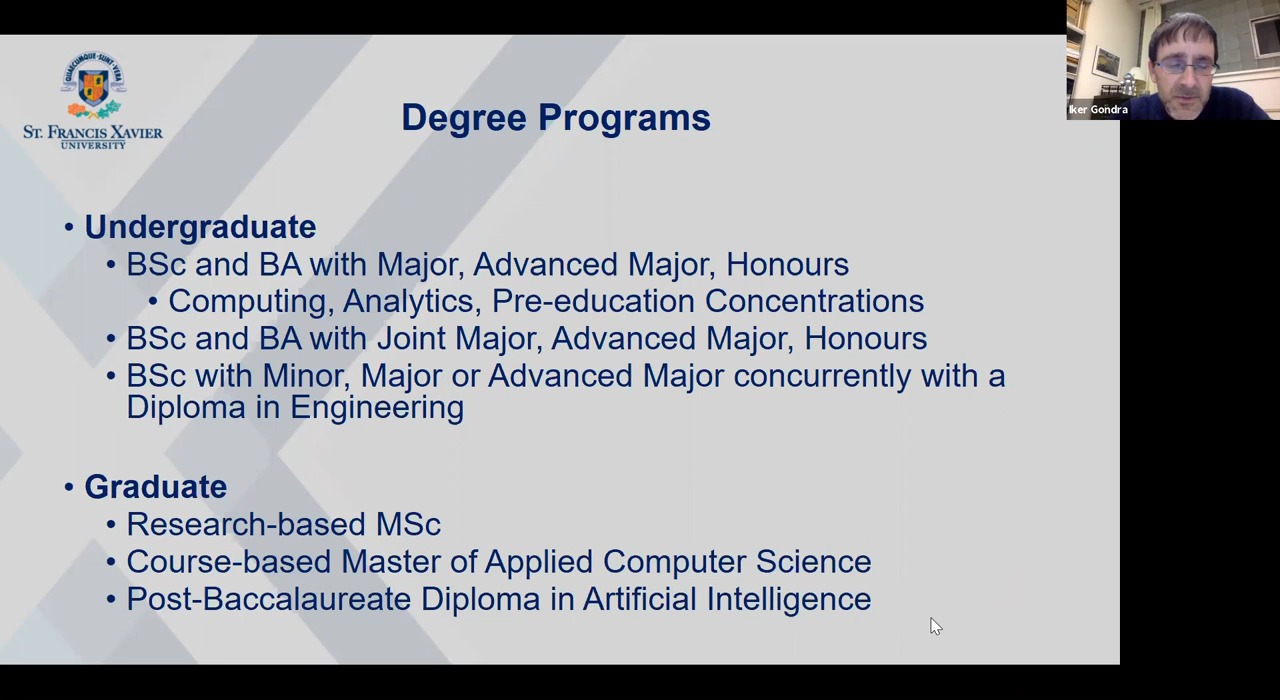 QUAECUMQUE·SUNT·VERA
ST. FRANCIS XAVIER
UNIVERSITY
Iker Gondra
Degree Programs
• Undergraduate
• BSc and BA with Major, Advanced Major, Honours
• Computing, Analytics, Pre-education Concentrations
• BSc and BA with Joint Major, Advanced Major, Honours
• BSc with Minor, Major or Advanced Major concurrently with a
Diploma in Engineering
• Graduate
• Research-based MSc
• Course-based Master of Applied Computer Science
• Post-Baccalaureate Diploma in Artificial Intelligence